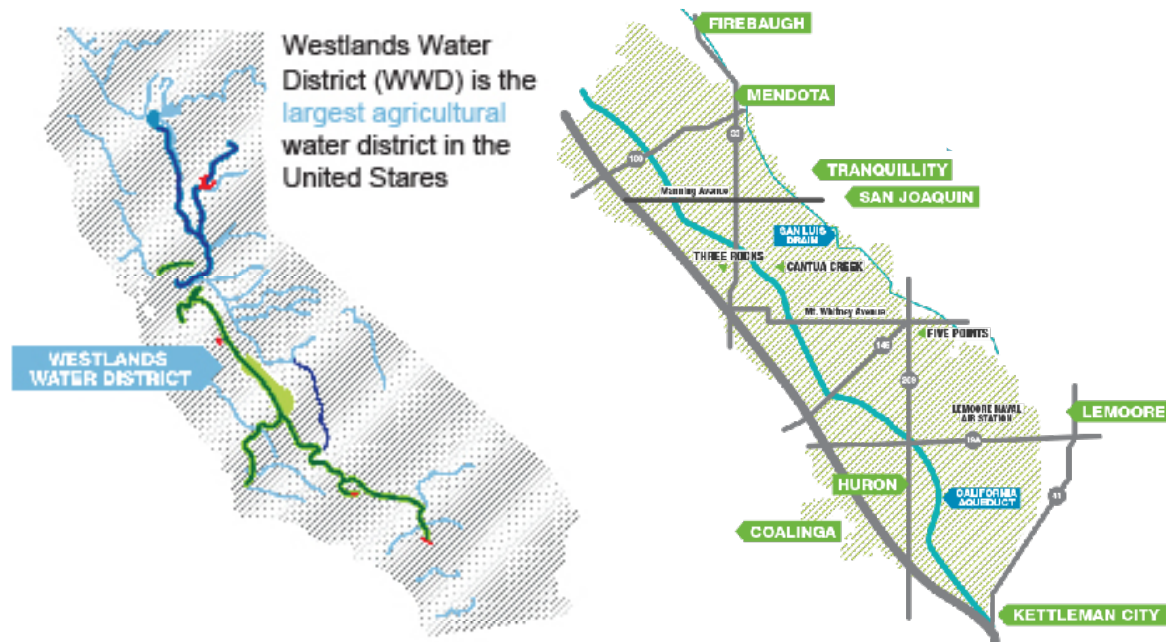 Westlands Water
District (WWD) is the
largest agricultural
water district in the
United Stares
WESTLANDS
WATER DISTRICT
FIREBAUGH
MENDOTA
33
TRANQUILLITY
Manning Avenue
SAN JOAQUIN
SAN LUIS
DRAIN
THREE ROCKS
CANTUA CREEK
Mt. Whitney Avenue
FIVE POINTS
145
269
LEMOORE NAVAL
AIR STATION
LEMOORE
HURON
CALIFORNIA
AQUEDUCT
41
COALINGA
KETTLEMAN CITY